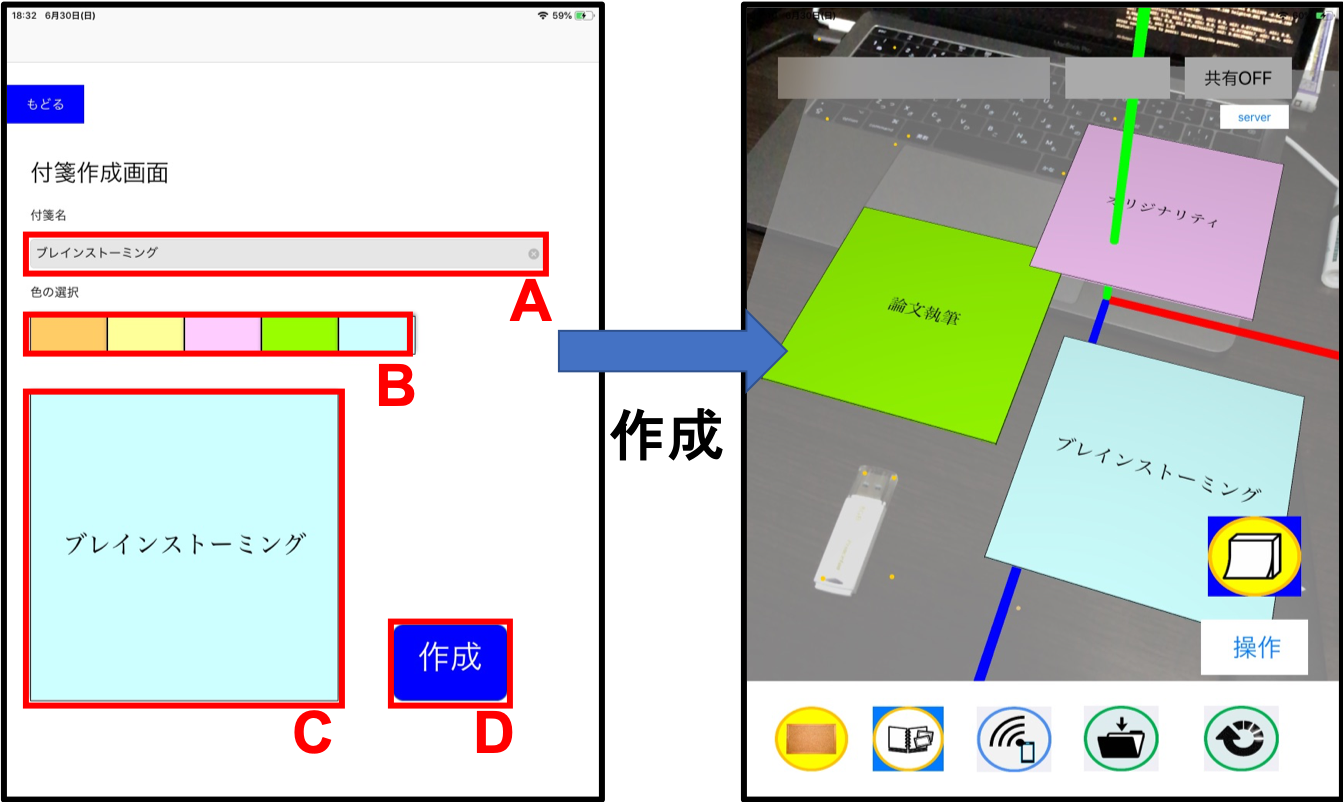 18:32 6月30日(日)
59%
もどる
付箋作成画面
付箋名
ブレインストーミング
A
色の選択
B
ブレインストーミング
C
作成
D
作成
共有OFF
server
オリジナリティ
論文執筆
ブレインストーミング
操作